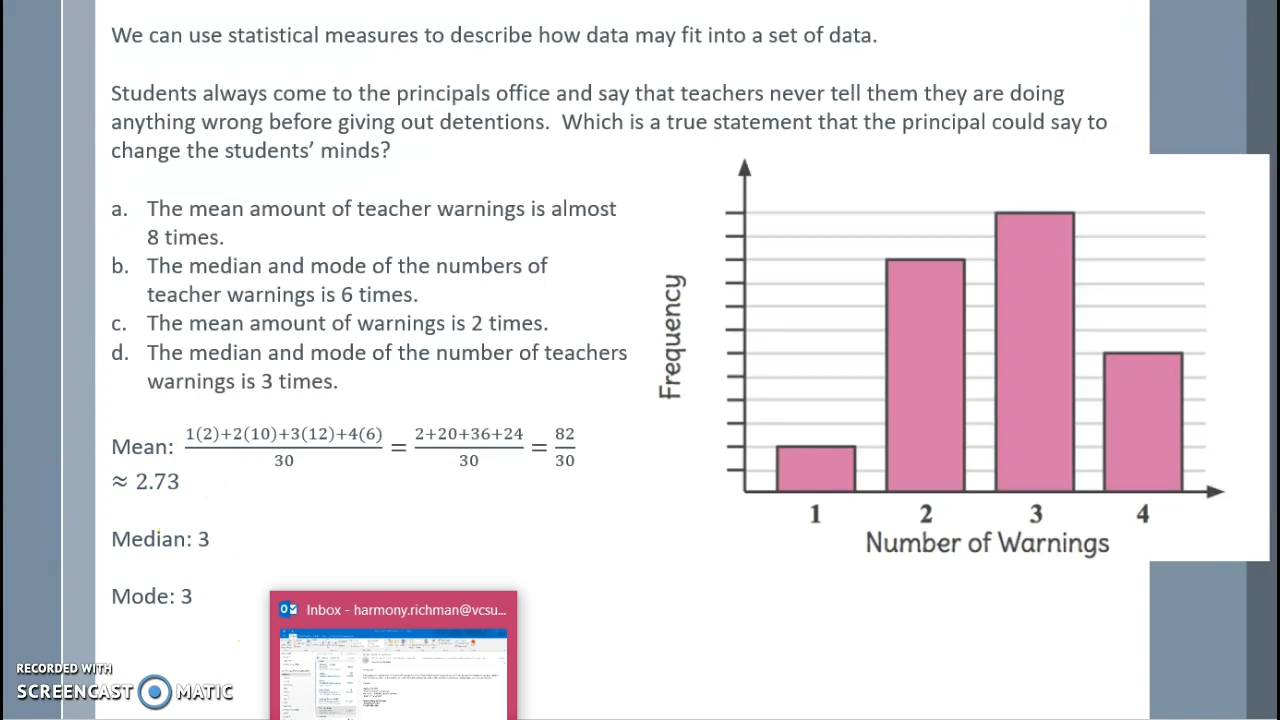 We can use statistical measures to describe how data may fit into a set of data.
Students always come to the principals office and say that teachers never tell them they are doing
anything wrong before giving out detentions. Which is a true statement that the principal could say to
change the students’ minds?
a. The mean amount of teacher warnings is almost
8 times.
b. The median and mode of the numbers of
teacher warnings is 6 times.
c. The mean amount of warnings is 2 times.
d. The median and mode of the number of teachers
warnings is 3 times.
Mean: 1(2)+2(10)+3(12)+4(6)/30 = 2+20+36+24/30 = 82/30
≈ 2.73
Median: 3
Mode: 3
Frequency
1 2 3 4
Number of Warnings
Inbox - harmony.richman@vcsu...
RECORDED WITH
SCREENCAST MATIC